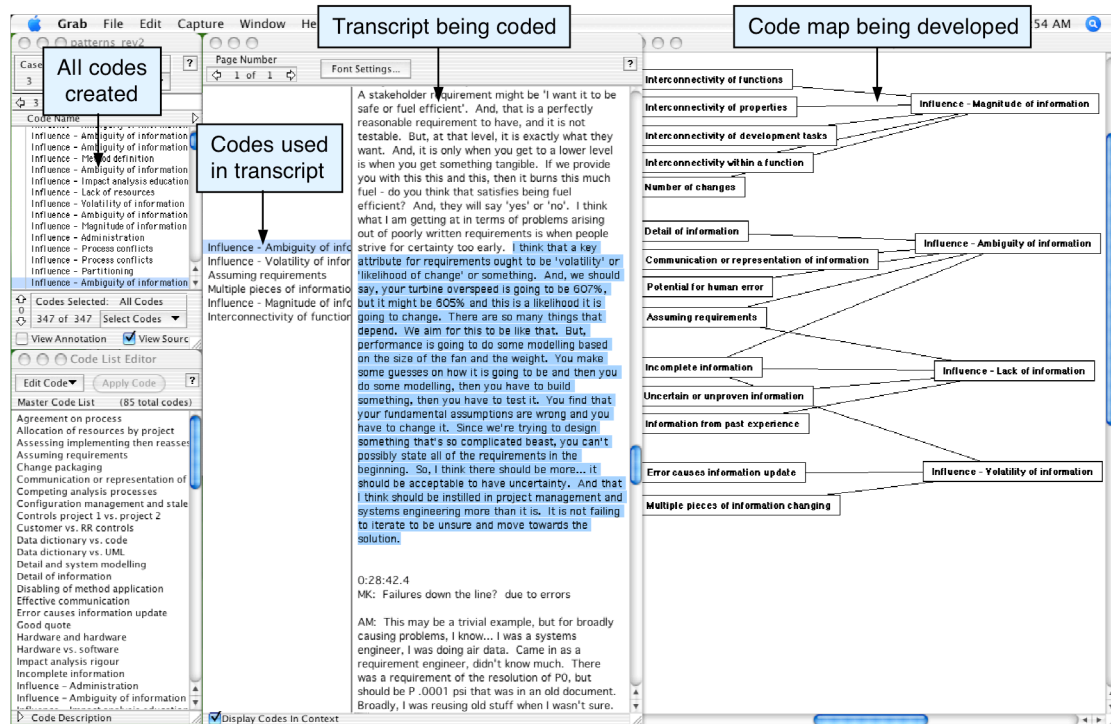 Grab File Edit Capture Window
54 AM
All codes
created
Transcript being coded
Code map being developed
Codes used
in transcript
patterns_rev2
?
3
3
Code Name
Influence - Ambiguity of information
Influence - Ambiguity of information
Influence - Method definition
Influence - Ambiguity of information
Influence - Impact analysis education
Influence - Lack of resources
Influence - Volatility of information
Influence - Ambiguity of information
Influence - Magnitude of information
Influence - Administration
Influence - Process conflicts
Influence - Process conflicts
Influence - Partitioning
Influence - Ambiguity of information
Codes Selected: All Codes
0
347 of 347 Select Codes
View Annotation View Sourc
Code List Editor
Edit Code Apply Code ?
Master Code List (85 total codes)
Agreement on process
Allocation of resources by project
Assessing implementing then reasses
Assuming requirements
Change packaging
Communication or representation of
Competing analysis processes
Configuration management and stale
Controls project 1 vs. project 2
Customer vs. RR controls
Data dictionary vs. code
Data dictionary vs. UML
Detail and system modelling
Detail of information
Disabling of method application
Effective communication
Error causes information update
Good quote
Hardware and hardware
Hardware vs. software
Impact analysis rigour
Incomplete information
Influence - Administration
Influence - Ambiguity of information
Code Description
Page Number
1 of 1
Font Settings...
?
Influence - Ambiguity of info
Influence - Volatility of infor
Assuming requirements
Multiple pieces of informatio
Influence - Magnitude of info
Interconnectivity of function
A stakeholder requirement might be 'I want it to be
safe or fuel efficient'. And, that is a perfectly
reasonable requirement to have, and it is not
testable. But, at that level, it is exactly what they
want. And, it is only when you get to a lower level
is when you get something tangible. If we provide
you with this this and this, then it burns this much
fuel - do you think that satisfies being fuel
efficient? And, they will say 'yes' or 'no'. I think
what I am getting at in terms of problems arising
out of poorly written requirements is when people
strive for certainty too early. I think that a key
attribute for requirements ought to be 'volatility' or
'likelihood of change' or something. And, we should
say, your turbine overspeed is going to be 607%,
but it might be 605% and this is a likelihood it is
going to change. There are so many things that
depend. We aim for this to be like that. But,
performance is going to do some modelling based
on the size of the fan and the weight. You make
some guesses on how it is going to be and then you
do some modelling, then you have to build
something, then you have to test it. You find that
your fundamental assumptions are wrong and you
have to change it. Since we're trying to design
something that's so complicated beast, you can't
possibly state all of the requirements in the
beginning. So, I think there should be more... it
should be acceptable to have uncertainty. And that
I think should be instilled in project management and
systems engineering more than it is. It is not failing
to iterate to be unsure and move towards the
solution.
0:28:42.4
MK: Failures down the line? due to errors
AM: This may be a trivial example, but for broadly
causing problems, I know... I was a systems
engineer, I was doing air data. Came in as a
requirement engineer, didn't know much. There
was a requirement of the resolution of P0, but
should be P .0001 psi that was in an old document.
Broadly, I was reusing old stuff when I wasn't sure.
Display Codes In Context
Interconnectivity of functions
Interconnectivity of properties
Interconnectivity of development tasks
Interconnectivity within a function
Number of changes
Influence - Magnitude of information
Detail of information
Communication or representation of information
Potential for human error
Assuming requirements
Influence - Ambiguity of information
Incomplete information
Uncertain or unproven information
Information from past experience
Influence - Lack of information
Error causes information update
Multiple pieces of information changing
Influence - Volatility of information